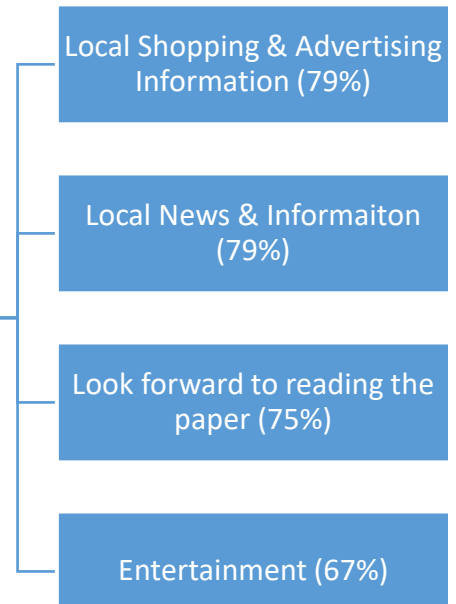 Local Shopping & Advertising
Information (79%)
Local News & Informaiton
(79%)
Look forward to reading the
paper (75%)
Entertainment (67%)